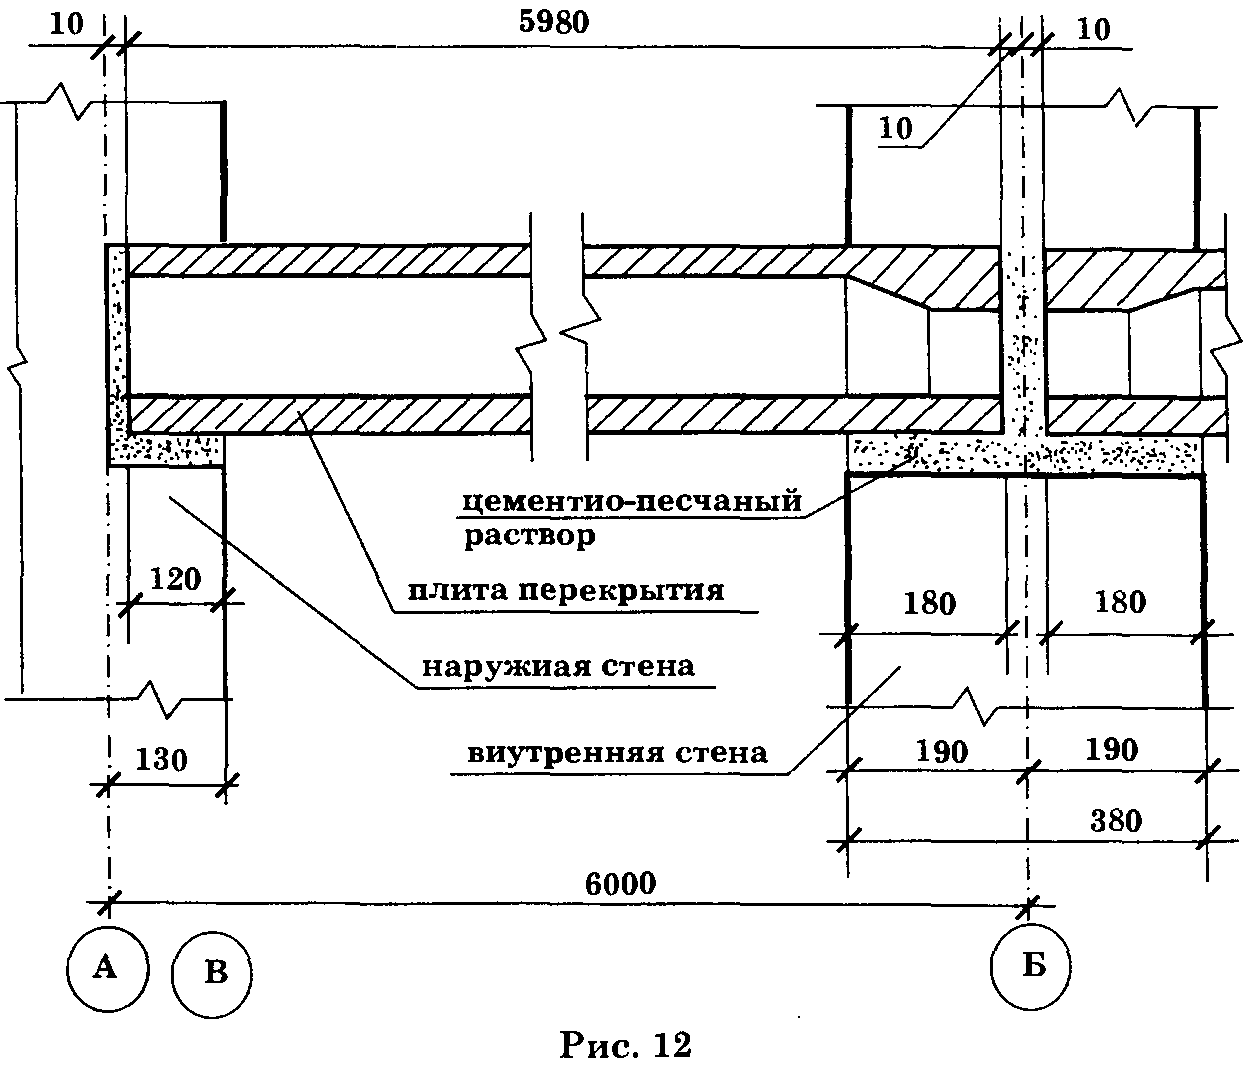 10 5980 10
10
цементио-песчаный
раствор
120
плита перекрытия
180 180
наружиая стена
виутренняя стена
130
190 190
380
6000
А В Б
Рис. 12